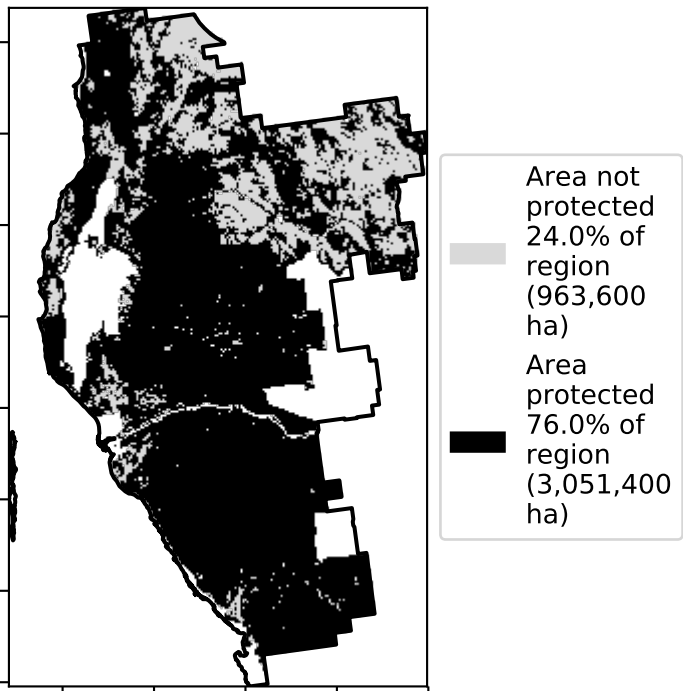 Area not
protected
24.0% of
region
(963,600
ha)
Area
protected
76.0% of
region
(3,051,400
ha)